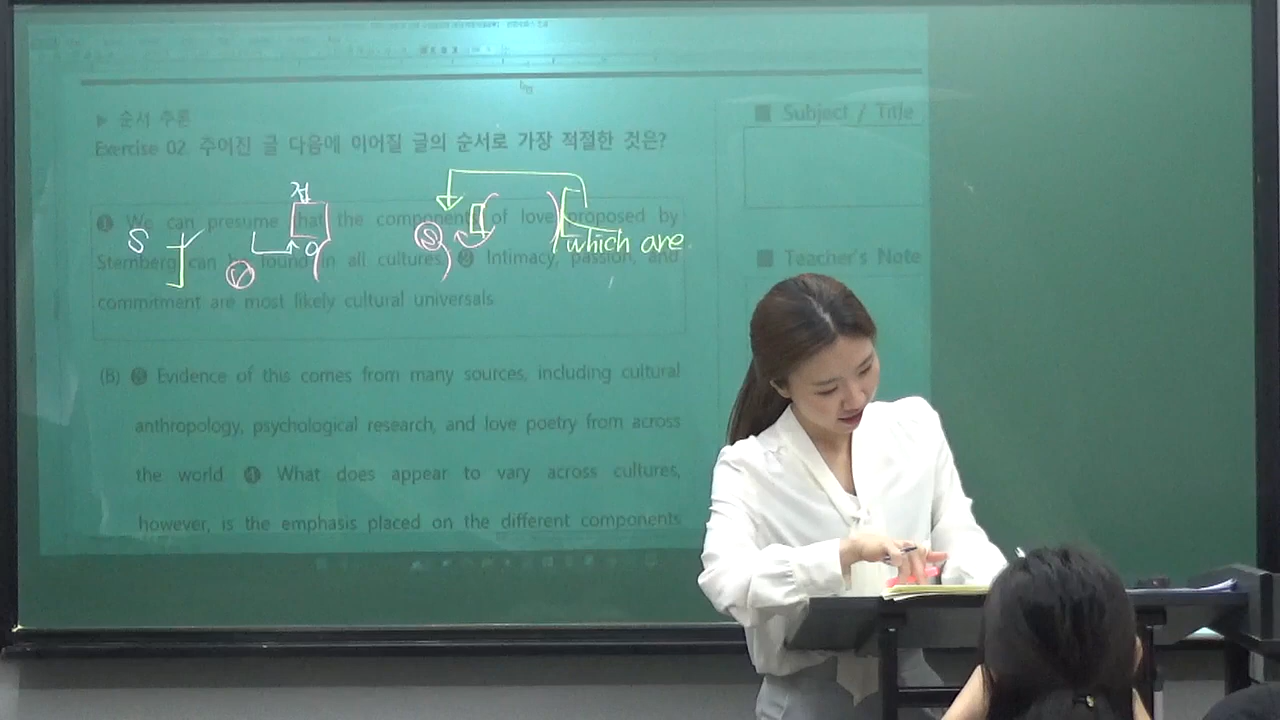 ▶ 순서 추론
Exercise 02. 주어진 글 다음에 이어질 글의 순서로 가장 적절한 것은?
■ Subject / Title
전
❶ We can presume that the components of love proposed by
S which are
Sternberg can be found in all cultures. ❷ Intimacy, passion, and
■ Teacher's Note
commitment are most likely cultural universals.
(B) ❸ Evidence of this comes from many sources, including cultural
anthropology, psychological research, and love poetry from across
the world. ❹ What does appear to vary across cultures,
however, is the emphasis placed on the different components